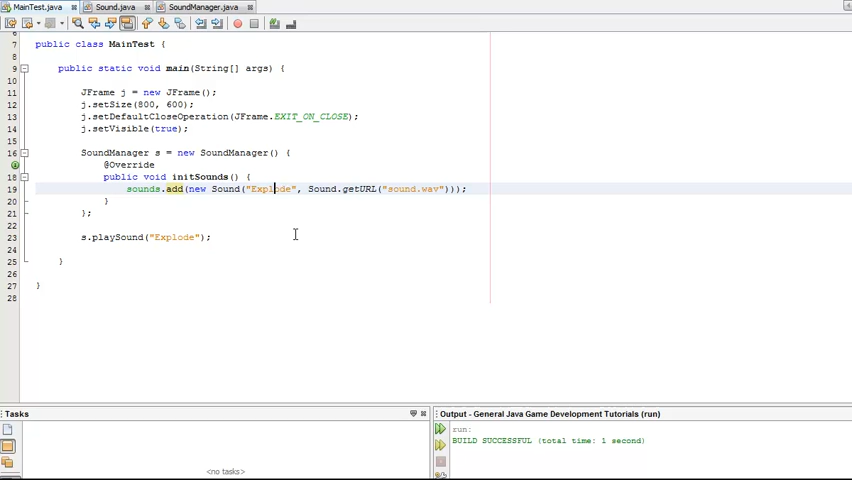 MainTest.java Sound.java SoundManager.java
6
7 public class MainTest {
8
9 public static void main(String[] args) {
10
11 JFrame j = new JFrame();
12 j.setSize(800, 600);
13 j.setDefaultCloseOperation(JFrame.EXIT_ON_CLOSE);
14 j.setVisible(true);
15
16 SoundManager s = new SoundManager() {
@Override
18 public void initSounds() {
19 sounds.add(new Sound("Explode", Sound.getURL("sound.wav")));
20 }
21 };
22
23 s.playSound("Explode");
24
25 }
26
27 }
28
Tasks
<no tasks>
Output - General Java Game Development Tutorials (run)
run:
BUILD SUCCESSFUL (total time: 1 second)